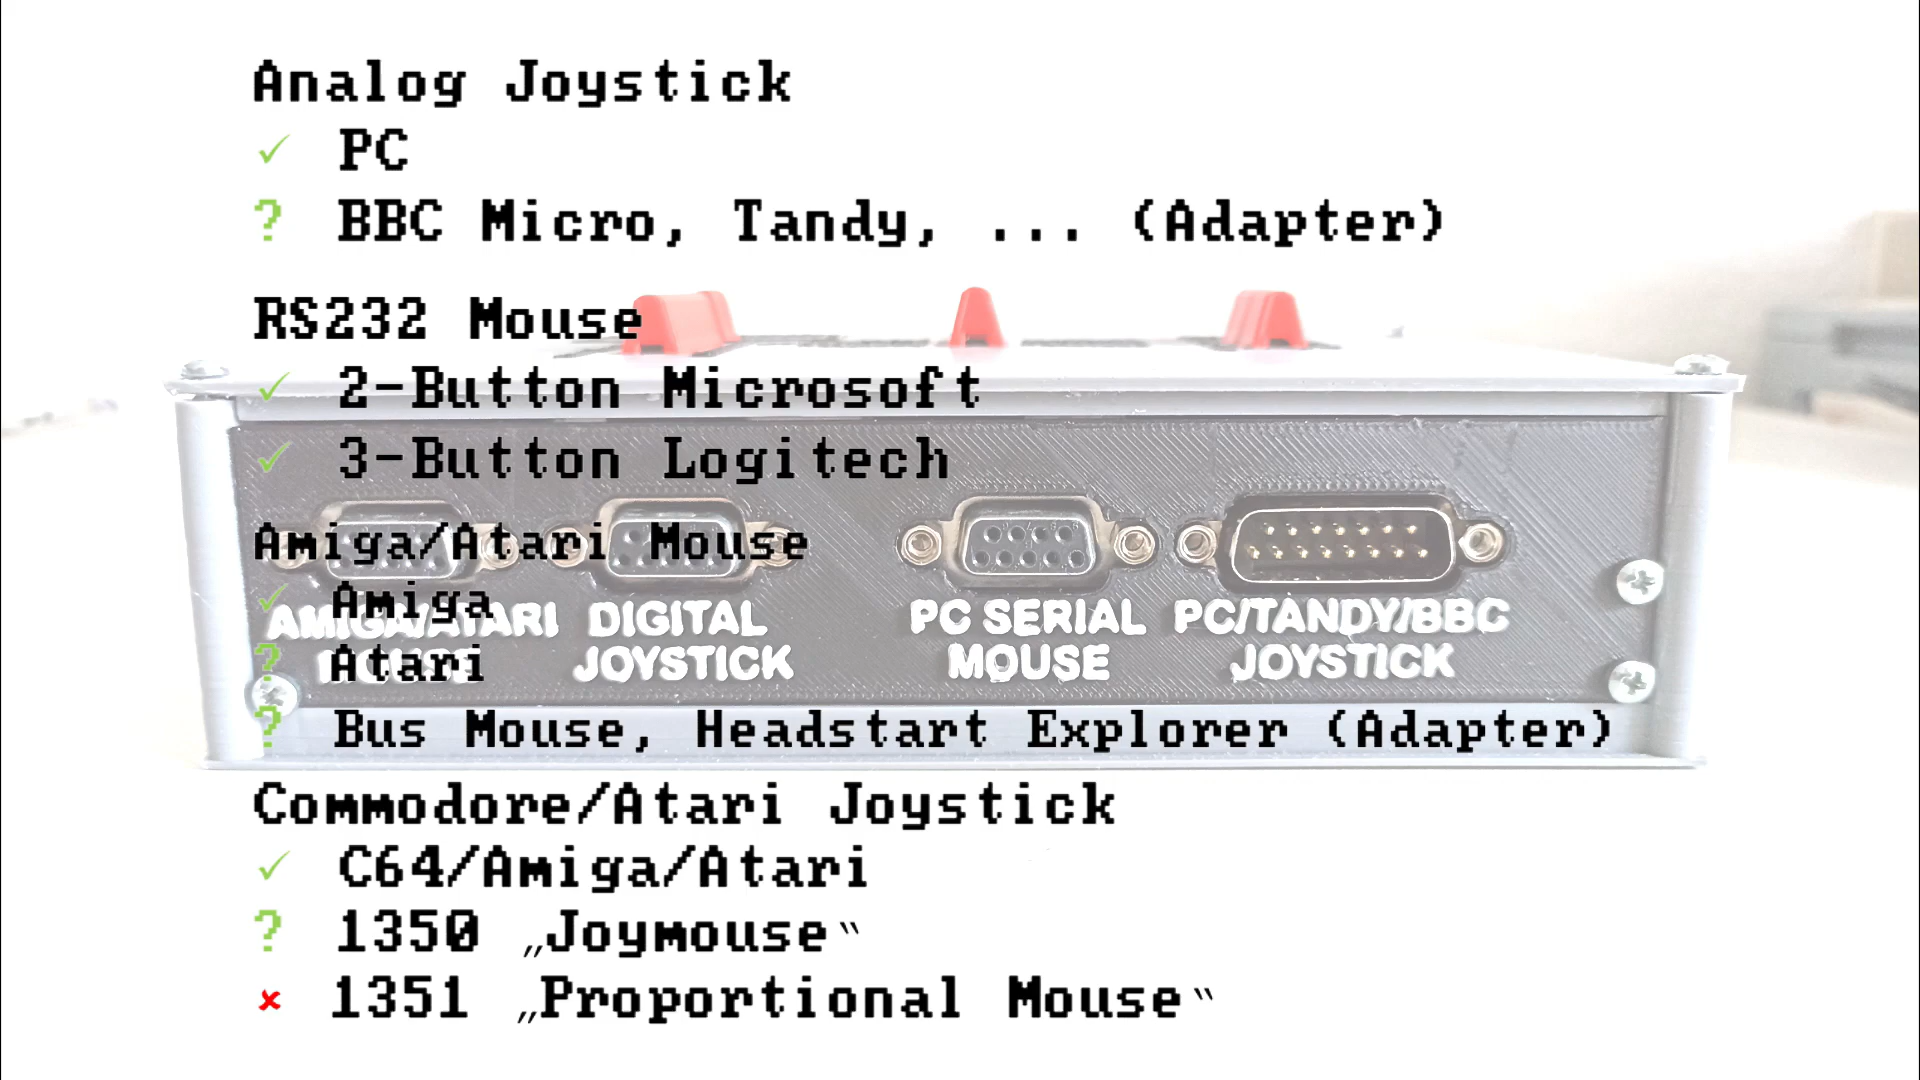 Analog Joystick
✓ PC
? BBC Micro, Tandy, ... (Adapter)
RS232 Mouse
✓ 2-Button Microsoft
✓ 3-Button Logitech
Amiga/Atari Mouse
✓ Amiga
? Atari
? Bus Mouse, Headstart Explorer (Adapter)
Commodore/Atari Joystick
✓ C64/Amiga/Atari
? 1350 „Joymouse‟
✗ 1351 „Proportional Mouse‟
AMIGA/ATARI
MOUSE
DIGITAL
JOYSTICK
PC SERIAL
MOUSE
PC/TANDY/BBC
JOYSTICK